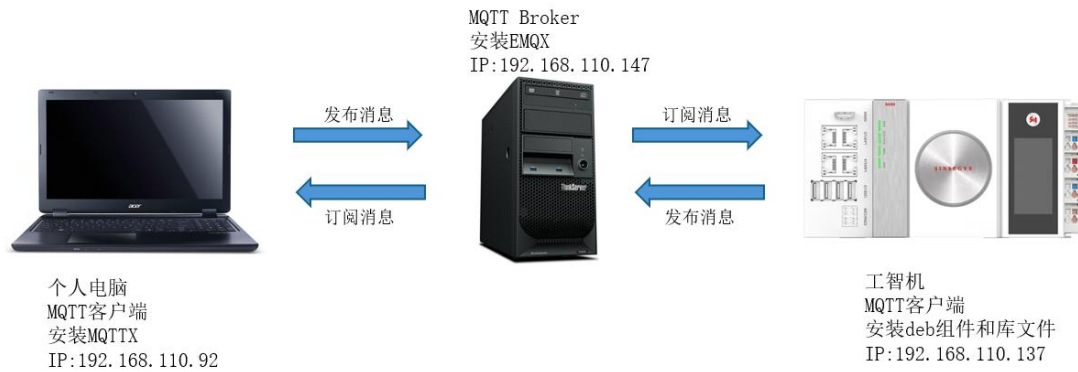 MQTT Broker
安装EMQX
IP:192.168.110.147
发布消息
订阅消息
订阅消息
发布消息
acer
ThinkServer
SINSEGYE
个人电脑
MQTT客户端
安装MQTTX
IP:192.168.110.92
工智机
MQTT客户端
安装deb组件和库文件
IP:192.168.110.137